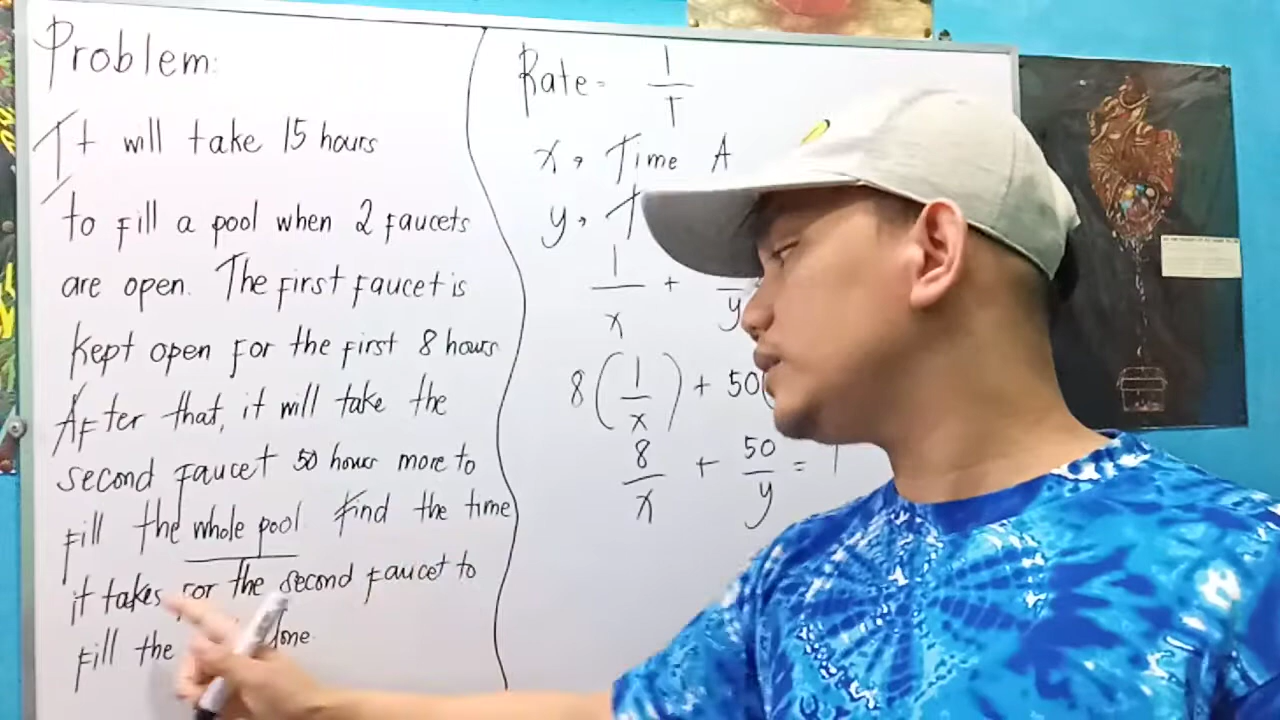 Problem:
It will take 15 hours
to fill a pool when 2 faucets
are open. The first faucet is
kept open for the first 8 hours
After that, it will take the
second faucet 50 hours more to
fill the whole pool. Find the time
it takes for the second faucet to
fill the
Rate = 1/T
x, Time A
y, T
1/x + /y
8(1/x) + 50(
8/x + 50/y = 1